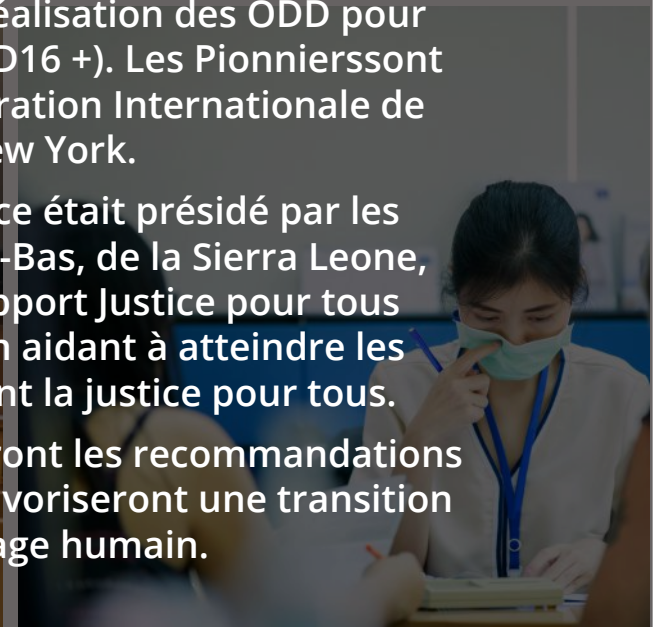 éalisation des ODD pour
D16 +). Les Pionnierssont
ration Internationale de
ew York.
ce était présidé par les
-Bas, de la Sierra Leone,
pport Justice pour tous
n aidant à atteindre les
nt la justice pour tous.
ront les recommandations
voriseront une transition
age humain.